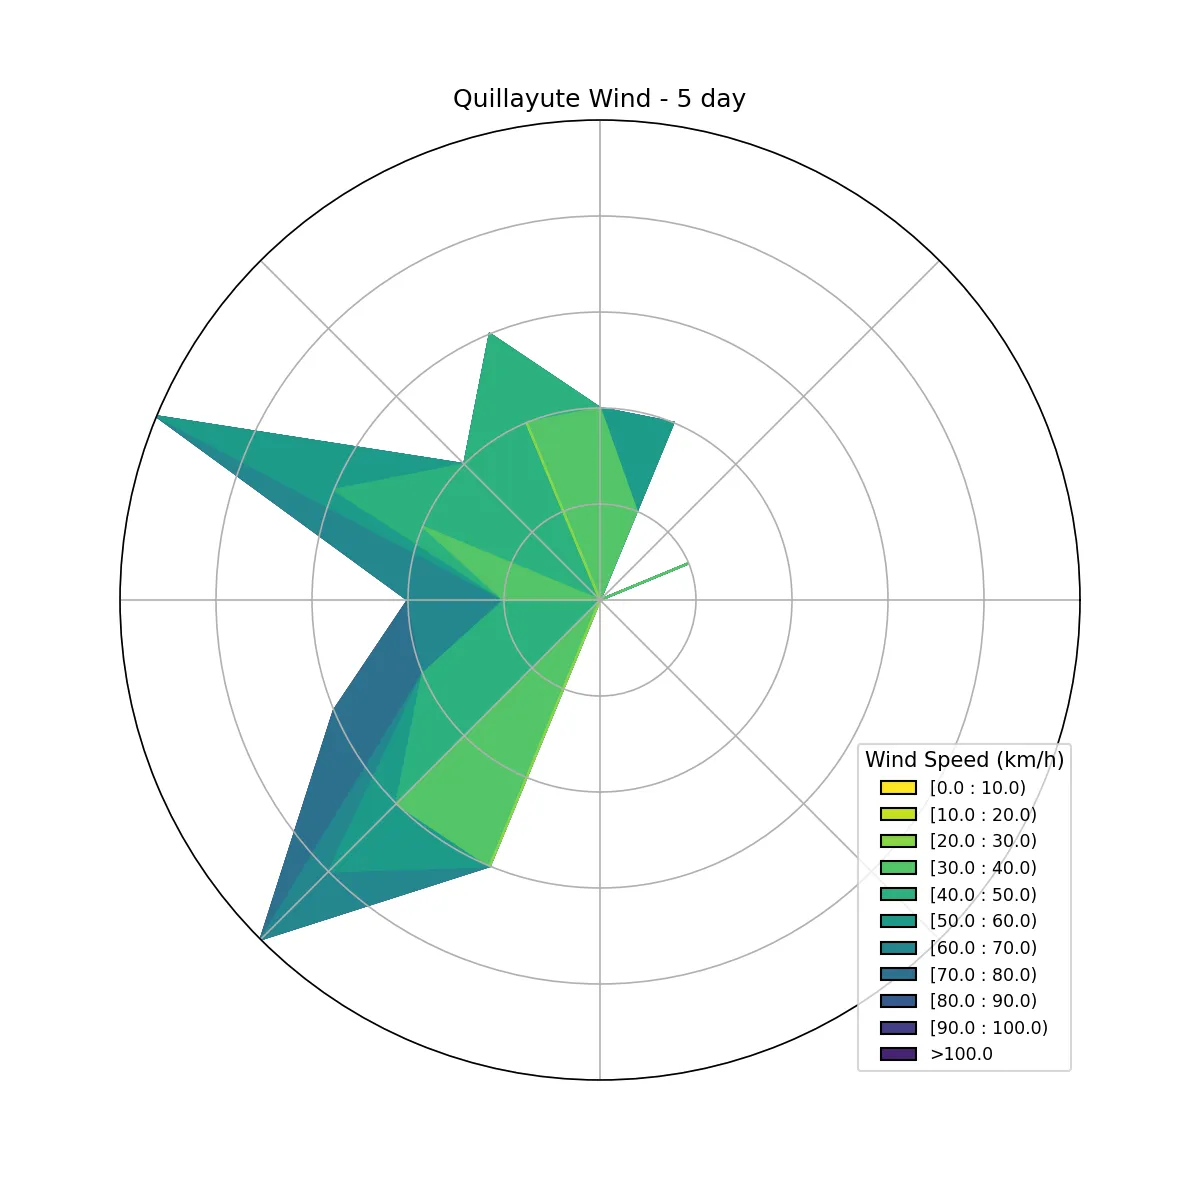 Quillayute Wind - 5 day
Wind Speed (km/h)
[0.0 : 10.0)
[10.0 : 20.0)
[20.0 : 30.0)
[30.0 : 40.0)
[40.0 : 50.0)
[50.0 : 60.0)
[60.0 : 70.0)
[70.0 : 80.0)
[80.0 : 90.0)
[90.0 : 100.0)
>100.0